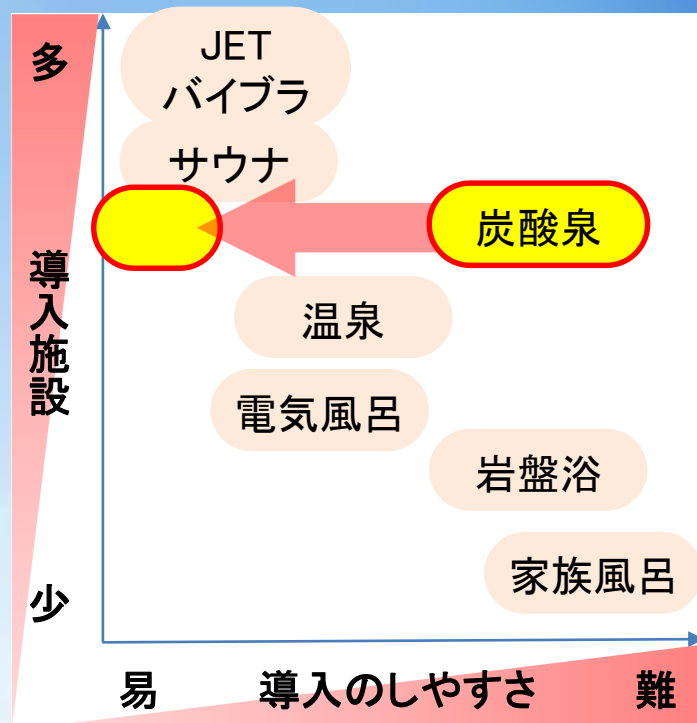 多
導入施設
少
JET
バイブラ
サウナ
炭酸泉
温泉
電気風呂
岩盤浴
家族風呂
易
導入のしやすさ
難